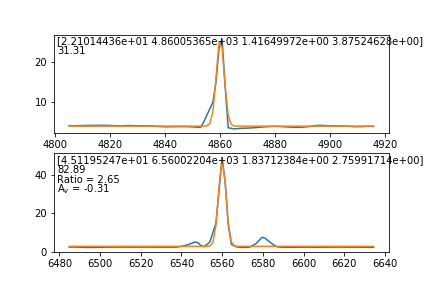 [2.21014436e+01 4.86005365e+03 1.41649972e+00 3.87524628e+00]
31.31
20
10
4800 4820 4840 4860 4880 4900 4920
[4.51195247e+01 6.56002204e+03 1.83712384e+00 2.75991714e+00]
82.89
Ratio = 2.65
Aᵥ = -0.31
40
20
0
6480 6500 6520 6540 6560 6580 6600 6620 6640